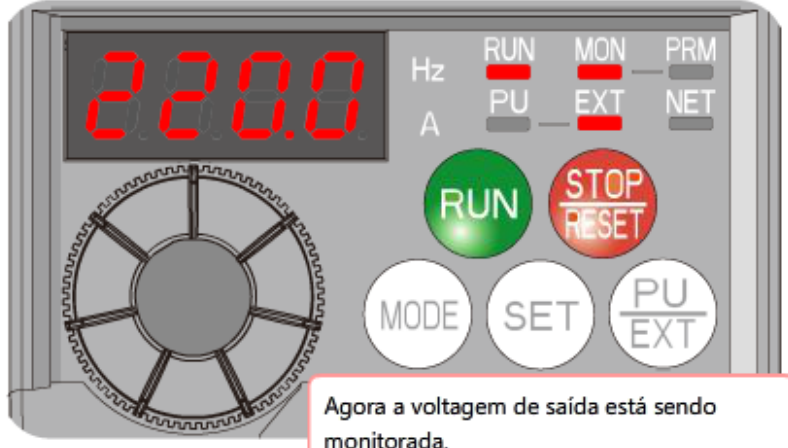 220.0
Hz
RUN MON PRM
A
PU EXT NET
RUN
STOP
RESET
MODE
SET
PU
EXT
Agora a voltagem de saída está sendo
monitorada.